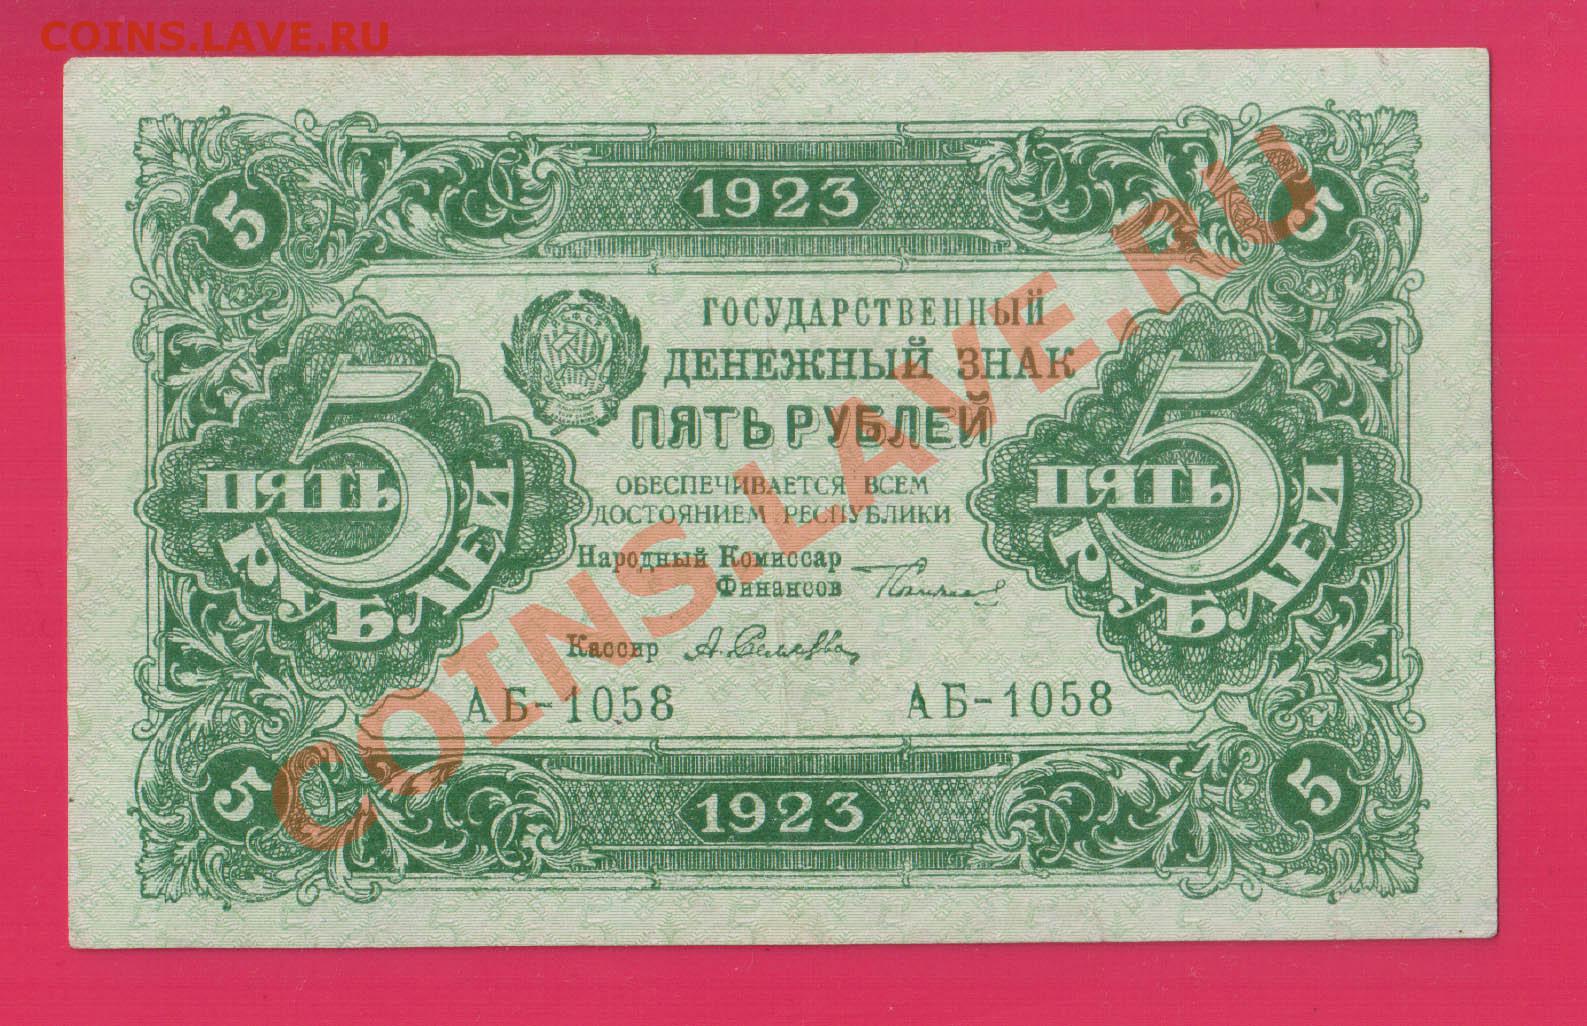 COINS.LAVE.RU
1923
5
5
ГОСУДАРСТВЕННЫЙ
ДЕНЕЖНЫЙ ЗНАК
ПЯТЬ РУБЛЕЙ
ОБЕСПЕЧИВАЕТСЯ ВСЕМ
ДОСТОЯНИЕМ РЕСПУБЛИКИ
5
ПЯТЬ
РУБЛЕЙ
5
ПЯТЬ
РУБЛЕЙ
Народный Комиссар
Финансов
Кассир
АБ-1058
АБ-1058
5
1923
5
COINS.LAVE.RU